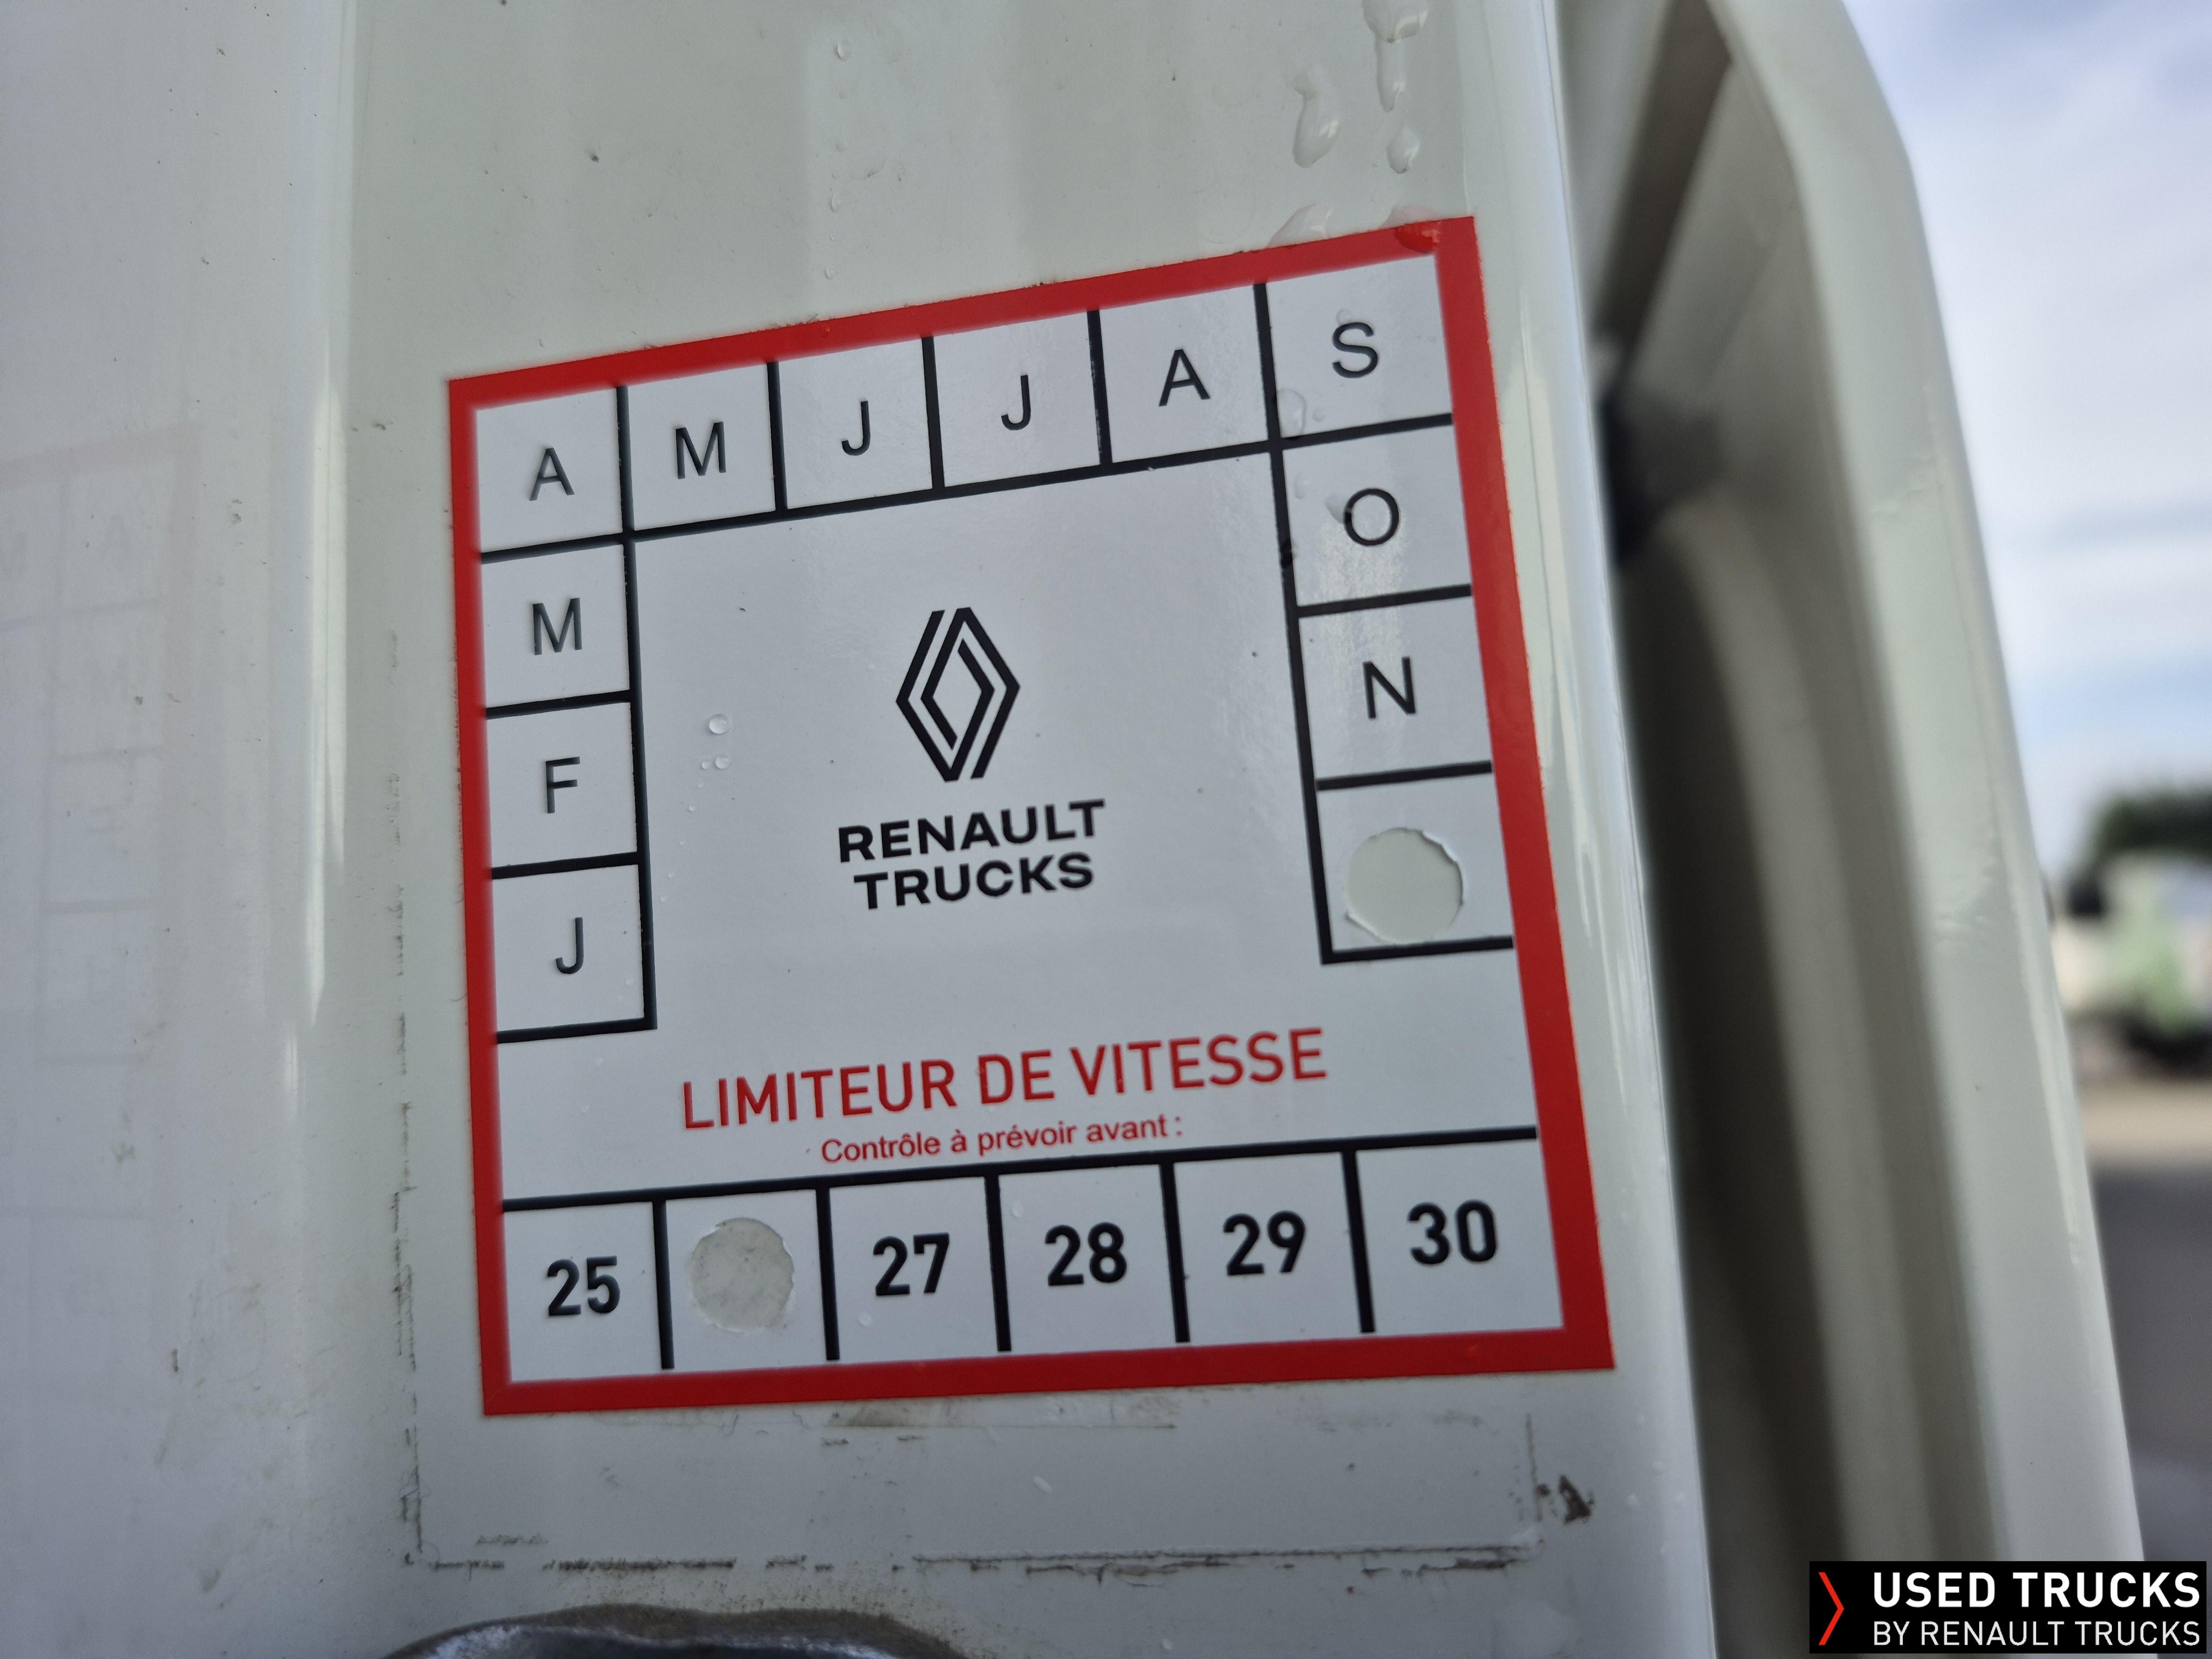 A M J J A S
M O
F N
J
RENAULT
TRUCKS
LIMITEUR DE VITESSE
Contrôle à prévoir avant :
25 27 28 29 30
USED TRUCKS
BY RENAULT TRUCKS